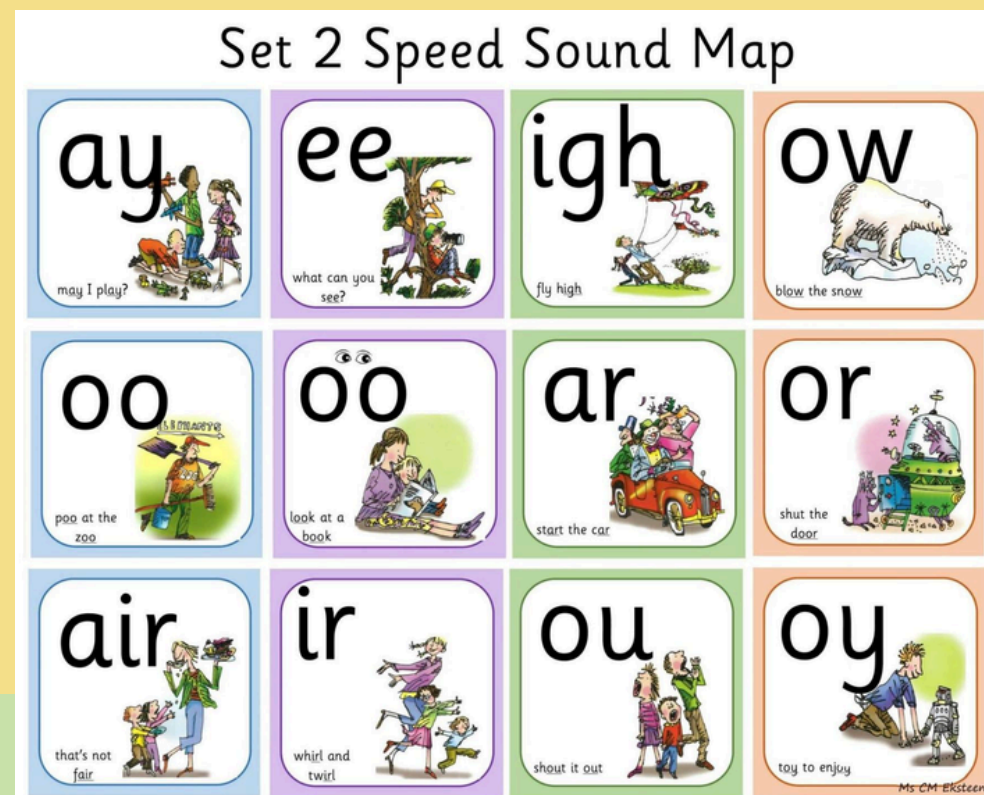 Set 2 Speed Sound Map
ay
may I play?
ee
what can you
see?
igh
fly high
ow
blow the snow
oo
ELEPHANTS
poo at the
zoo
oo
look at a
book
ar
start the car
or
shut the
door
air
that's not
fair
ir
whirl and
twirl
ou
shout it out
oy
toy to enjoy
Ms CM Eksteen